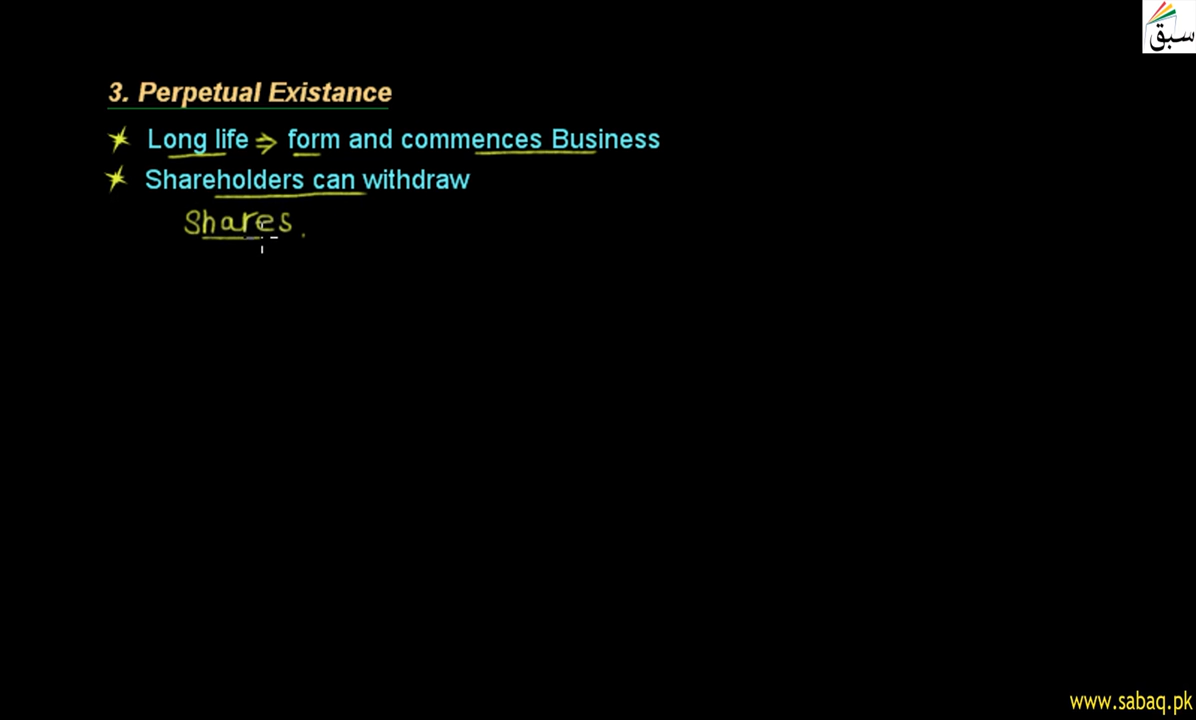 سبق
3. Perpetual Existance
Long life ⇒ form and commences Business
Shareholders can withdraw
Shares.
www.sabaq.pk